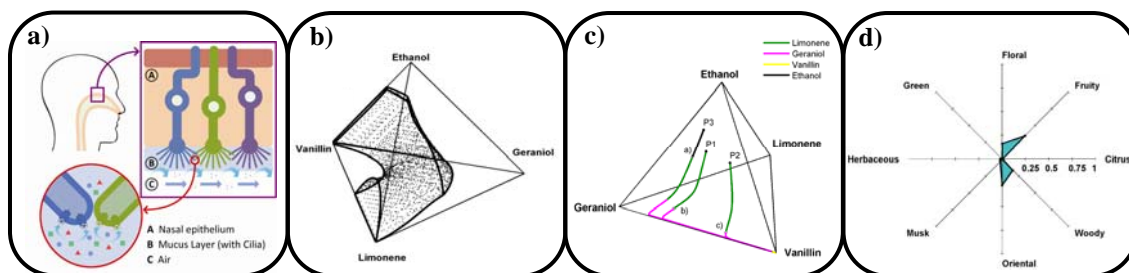 a)
A
B
C
A Nasal epithelium
B Mucus Layer (with Cilia)
C Air
b)
Ethanol
Vanillin
Geraniol
Limonene
c)
Limonene
Geraniol
Vanillin
Ethanol
Ethanol
P3
P1
P2
Limonene
a)
b)
c)
Geraniol
Vanillin
d)
Floral
Green
Fruity
Herbaceous
Citrus
0.25 0.5 0.75 1
Musk
Woody
Oriental